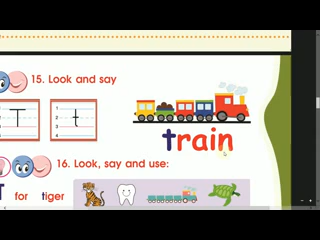 15. Look and say
T t
train
16. Look, say and use:
T for tiger